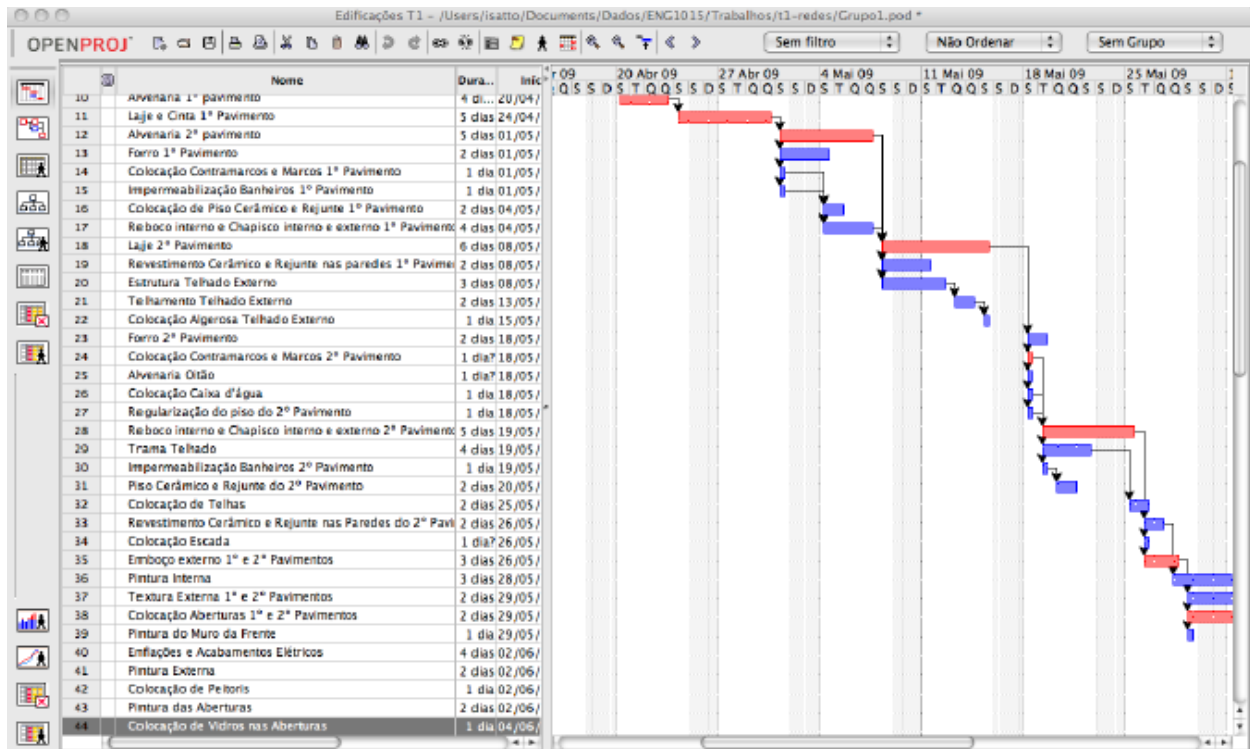 Edificações T1 - /Users/isatto/Documents/Dados/ENG1015/Trabalhos/t1-redes/Grupo1.pod *
OPENPROJ Sem filtro Não Ordenar Sem Grupo
Nome Dura... Iníc
r 09 20 Abr 09 27 Abr 09 4 Mai 09 11 Mai 09 18 Mai 09 25 Mai 09
Q S S D S T Q Q S S D S T Q Q S S D S T Q Q S S D S T Q Q S S D S T Q Q S S D S T Q Q S S D S
10 Alvenaria 1º pavimento 4 di... 20/04/
11 Laje e Cinta 1º Pavimento 5 dias 24/04/
12 Alvenaria 2º pavimento 5 dias 01/05/
13 Forro 1º Pavimento 2 dias 01/05/
14 Colocação Contramarcos e Marcos 1º Pavimento 1 dia 01/05/
15 Impermeabilização Banheiros 1º Pavimento 1 dia 01/05/
16 Colocação de Piso Cerâmico e Rejunte 1º Pavimento 2 dias 04/05/
17 Reboco interno e Chapisco interno e externo 1º Pavimento 4 dias 04/05/
18 Laje 2º Pavimento 6 dias 08/05/
19 Revestimento Cerâmico e Rejunte nas paredes 1º Pavime 2 dias 08/05/
20 Estrutura Telhado Externo 3 dias 08/05/
21 Telhamento Telhado Externo 2 dias 13/05/
22 Colocação Algerosa Telhado Externo 1 dia 15/05/
23 Forro 2º Pavimento 2 dias 18/05/
24 Colocação Contramarcos e Marcos 2º Pavimento 1 dia? 18/05/
25 Alvenaria Oitão 1 dia? 18/05/
26 Colocação Caixa d'água 1 dia 18/05/
27 Regularização do piso do 2º Pavimento 1 dia 18/05/
28 Reboco interno e Chapisco interno e externo 2º Pavimento 5 dias 19/05/
29 Trama Telhado 4 dias 19/05/
30 Impermeabilização Banheiros 2º Pavimento 1 dia 19/05/
31 Piso Cerâmico e Rejunte do 2º Pavimento 2 dias 20/05/
32 Colocação de Telhas 2 dias 25/05/
33 Revestimento Cerâmico e Rejunte nas Paredes do 2º Pavi 2 dias 26/05/
34 Colocação Escada 1 dia? 26/05/
35 Emboço externo 1º e 2º Pavimentos 3 dias 26/05/
36 Pintura Interna 3 dias 28/05/
37 Textura Externa 1º e 2º Pavimentos 2 dias 29/05/
38 Colocação Aberturas 1º e 2º Pavimentos 2 dias 29/05/
39 Pintura do Muro da Frente 1 dia 29/05/
40 Enfiações e Acabamentos Elétricos 4 dias 02/06/
41 Pintura Externa 2 dias 02/06/
42 Colocação de Peitoris 1 dia 02/06/
43 Pintura das Aberturas 2 dias 02/06/
44 Colocação de Vidros nas Aberturas 1 dia 04/06/